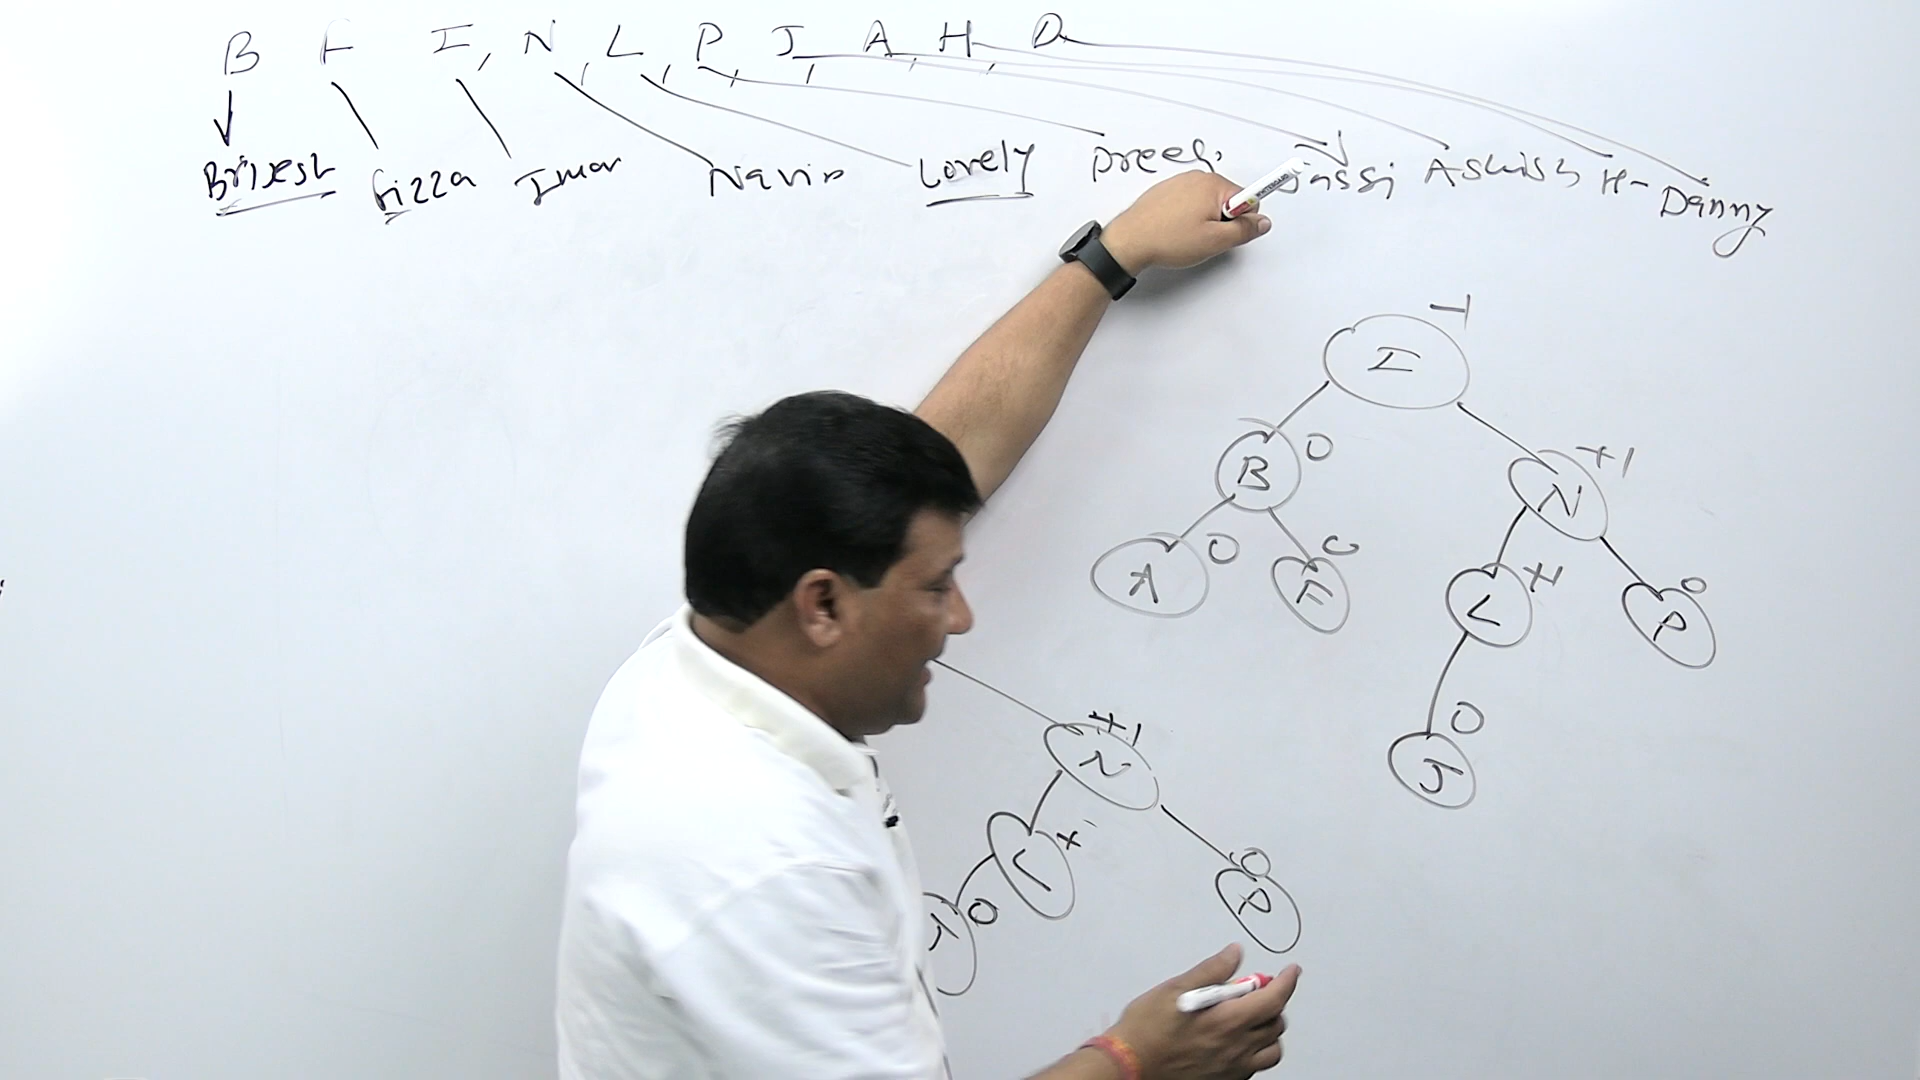 B F I, N, L, P, J, A, H, D
Brijesh Fizza Iman Navin Lovely Preeti Jassi Ashish H- Danny
-1
I
B 0 N +1
A 0 F 0 L +1 P 0
J 0
N +1
L + P 0
0